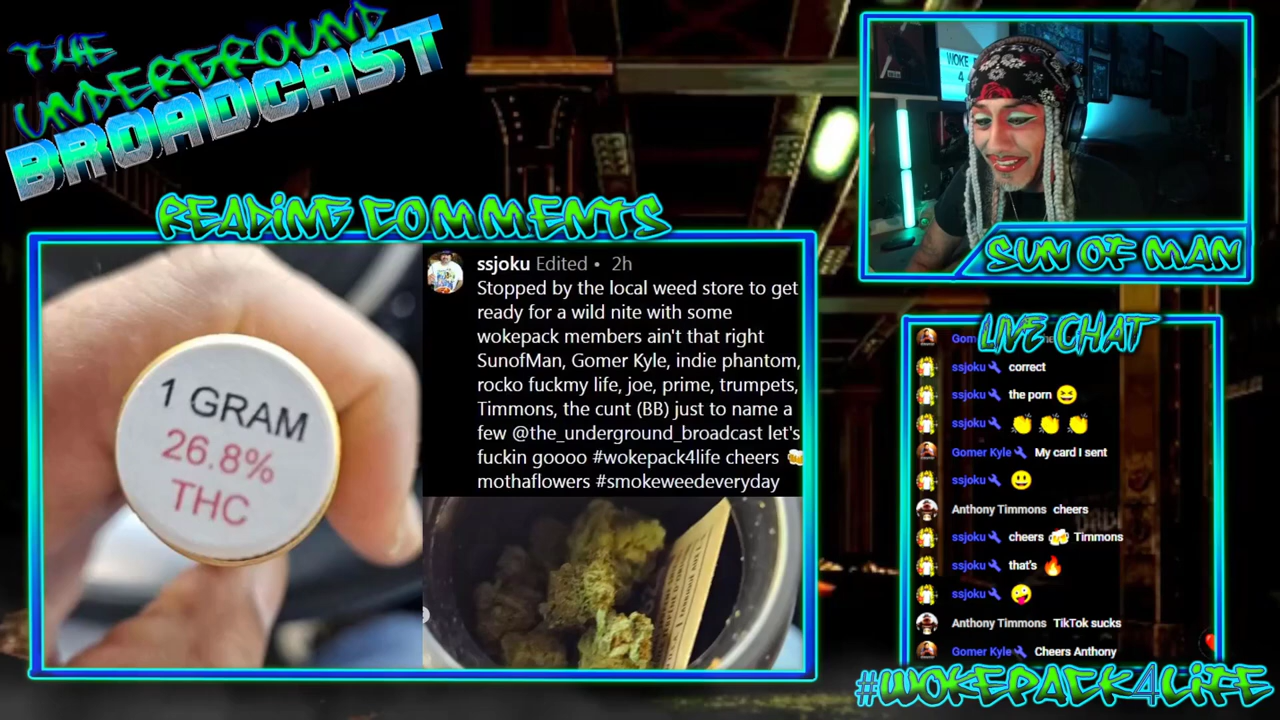 THE
UNDERGROUND
BROADCAST
READING COMMENTS
1 GRAM
26.8%
THC
ssjoku Edited • 2h
Stopped by the local weed store to get
ready for a wild nite with some
wokepack members ain't that right
SunofMan, Gomer Kyle, indie phantom,
rocko fuckmy life, joe, prime, trumpets,
Timmons, the cunt (BB) just to name a
few @the_underground_broadcast let's
fuckin goooo #wokepack4life cheers 🍻
mothaflowers #smokeweedeveryday
WOKE
4
SUN OF MAN
LIVE CHAT
Gom
ssjoku correct
ssjoku the porn 😆
ssjoku 👏 👏 👏
Gomer Kyle My card I sent
ssjoku 😃
Anthony Timmons cheers
ssjoku cheers 🍻 Timmons
ssjoku that's 🔥
ssjoku 🤪
Anthony Timmons TikTok sucks
Gomer Kyle Cheers Anthony
#WOKEPACK4LIFE